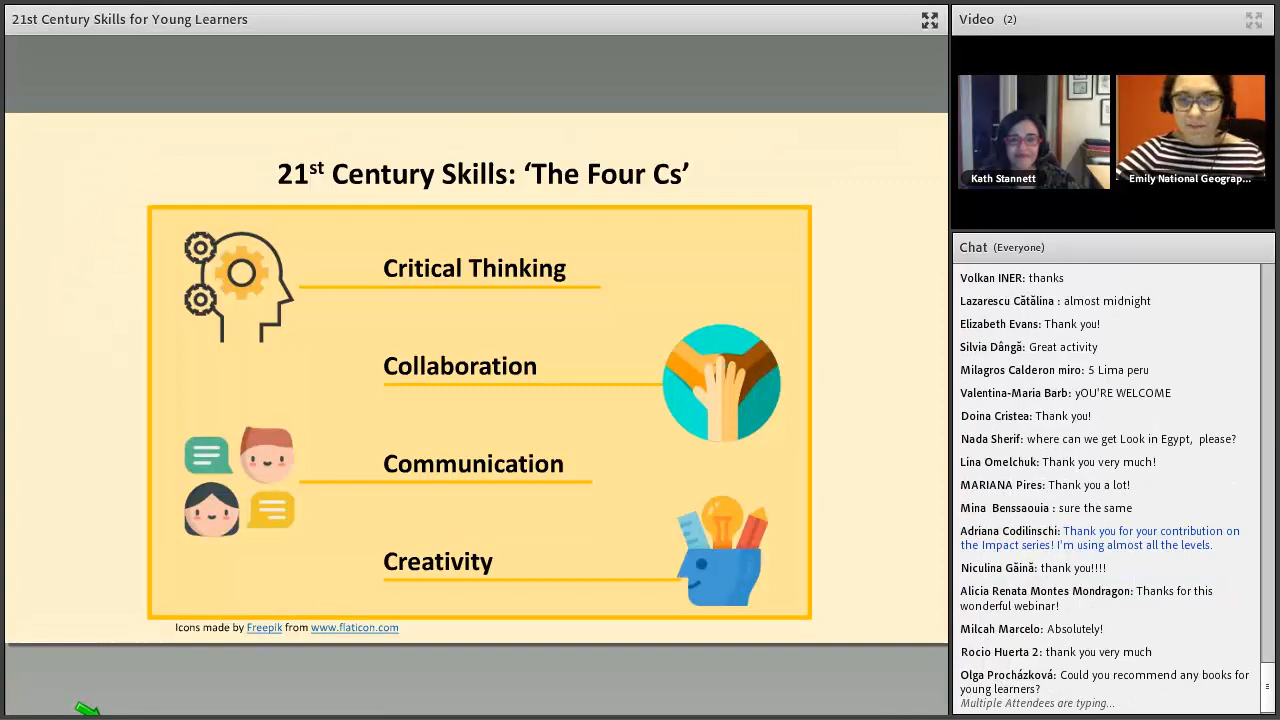 21st Century Skills for Young Learners
21st Century Skills: ‘The Four Cs’
Critical Thinking
Collaboration
Communication
Creativity
Icons made by Freepik from www.flaticon.com
Video (2)
Kath Stannett
Emily National Geograp...
Chat (Everyone)
Volkan INER: thanks
Lazarescu Cătălina : almost midnight
Elizabeth Evans: Thank you!
Silvia Dângă: Great activity
Milagros Calderon miro: 5 Lima peru
Valentina-Maria Barb: yOU'RE WELCOME
Doina Cristea: Thank you!
Nada Sherif: where can we get Look in Egypt, please?
Lina Omelchuk: Thank you very much!
MARIANA Pires: Thank you a lot!
Mina Benssaouia : sure the same
Adriana Codilinschi: Thank you for your contribution on
the Impact series! I'm using almost all the levels.
Niculina Găină: thank you!!!!
Alicia Renata Montes Mondragon: Thanks for this
wonderful webinar!
Milcah Marcelo: Absolutely!
Rocio Huerta 2: thank you very much
Olga Procházková: Could you recommend any books for
young learners?
Multiple Attendees are typing...